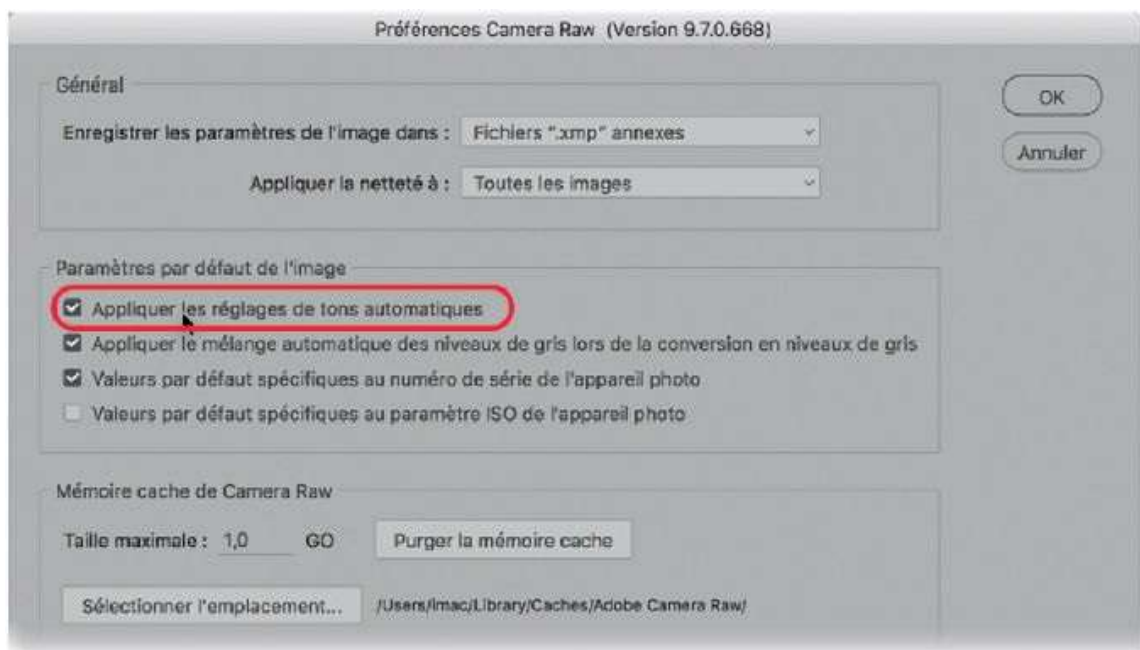 Préférences Camera Raw (Version 9.7.0.668)
Général
OK
Enregistrer les paramètres de l'image dans : Fichiers ".xmp" annexes
Annuler
Appliquer la netteté à : Toutes les images
Paramètres par défaut de l'image
Appliquer les réglages de tons automatiques
Appliquer le mélange automatique des niveaux de gris lors de la conversion en niveaux de gris
Valeurs par défaut spécifiques au numéro de série de l'appareil photo
Valeurs par défaut spécifiques au paramètre ISO de l'appareil photo
Mémoire cache de Camera Raw
Taille maximale : 1,0 GO Purger la mémoire cache
Sélectionner l'emplacement... /Users/imac/Library/Caches/Adobe Camera Raw/